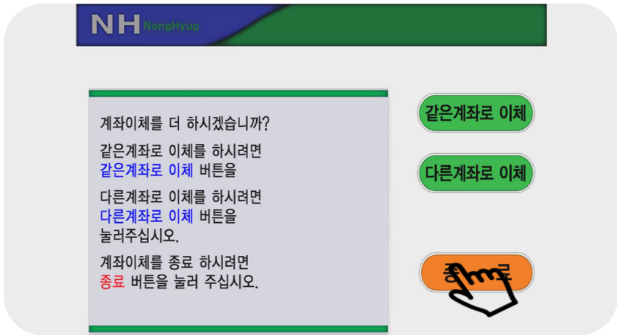 NH NongHyup
계좌이체를 더 하시겠습니까?
같은계좌로 이체를 하시려면
같은계좌로 이체 버튼을
다른계좌로 이체를 하시려면
다른계좌로 이체 버튼을
눌러주십시오.
계좌이체를 종료 하시려면
종료 버튼을 눌러 주십시오.
같은계좌로 이체
다른계좌로 이체
종 료